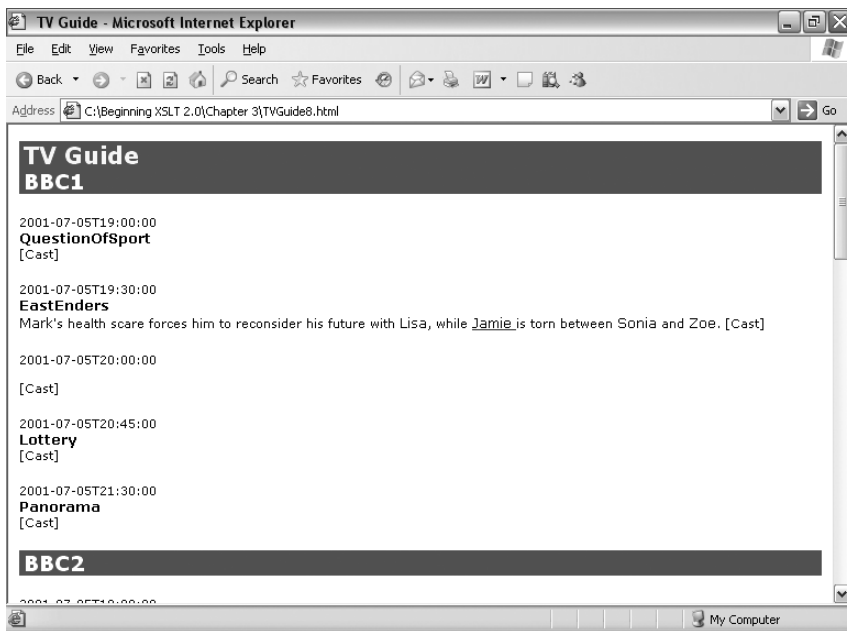 TV Guide - Microsoft Internet Explorer
File Edit View Favorites Tools Help
Back Search Favorites W
Address C:\Beginning XSLT 2.0\Chapter 3\TVGuide8.html Go
TV Guide
BBC1
2001-07-05T19:00:00
QuestionOfSport
[Cast]
2001-07-05T19:30:00
EastEnders
Mark's health scare forces him to reconsider his future with Lisa, while Jamie is torn between Sonia and Zoe. [Cast]
2001-07-05T20:00:00
[Cast]
2001-07-05T20:45:00
Lottery
[Cast]
2001-07-05T21:30:00
Panorama
[Cast]
BBC2
My Computer